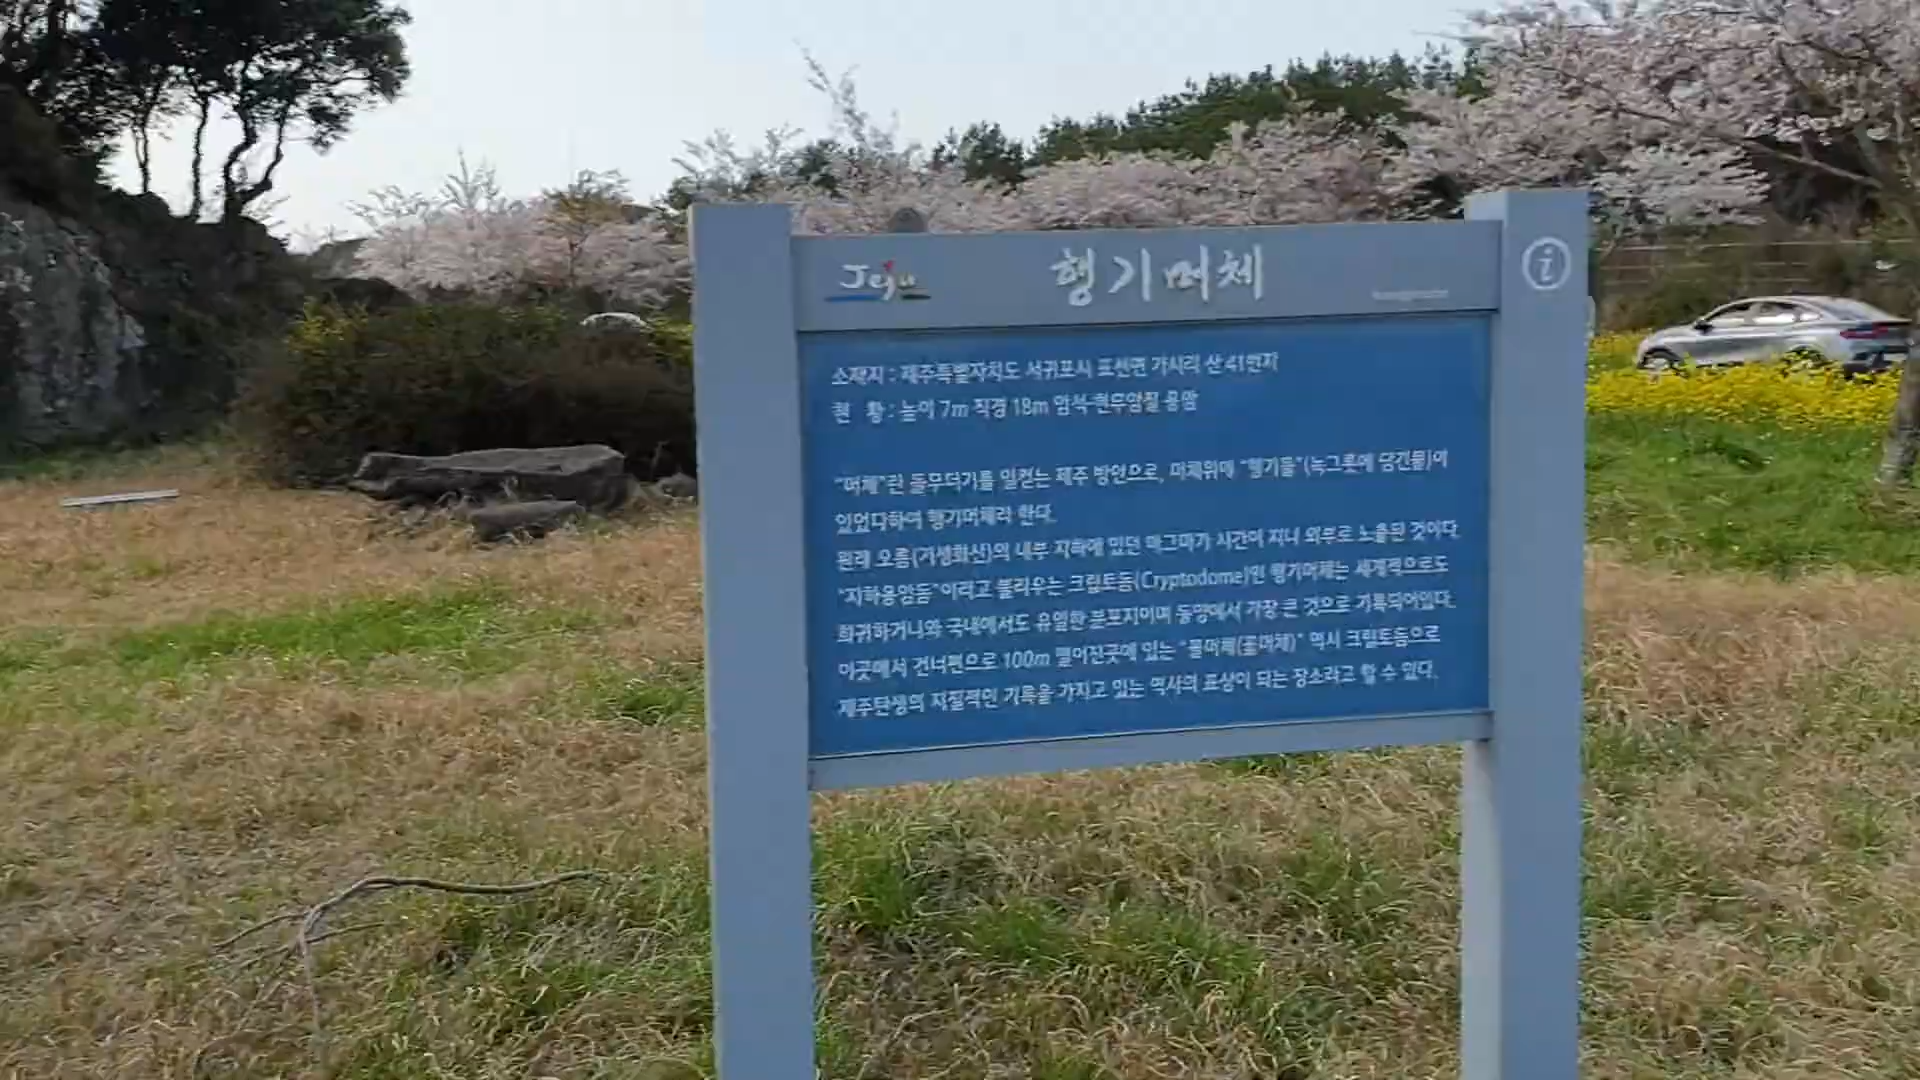 Jeju
행기머체
소재지 : 제주특별자치도 서귀포시 표선면 가시리 산 41번지
현 황 : 높이 7m 직경 18m 암석-현무암질 용암
"머체"란 돌무더기를 일컫는 제주 방언으로, 머체위에 "행기물"(녹그릇에 담긴물)이
있었다하여 행기머체라 한다.
원래 오름(기생화산)의 내부 지하에 있던 마그마가 시간이 지나 외부로 노출된 것이다.
"지하용암돔"이라고 불리우는 크립토돔(Cryptodome)인 행기머체는 세계적으로도
희귀하거니와 국내에서도 유일한 분포지이며 동양에서 가장 큰 것으로 기록되어있다.
이곳에서 건너편으로 100m 떨어진곳에 있는 역시 크립토돔으로
제주탄생의 지질적인 기록을 가지고 있는 역사의 표상이 되는 장소라고 할 수 있다.